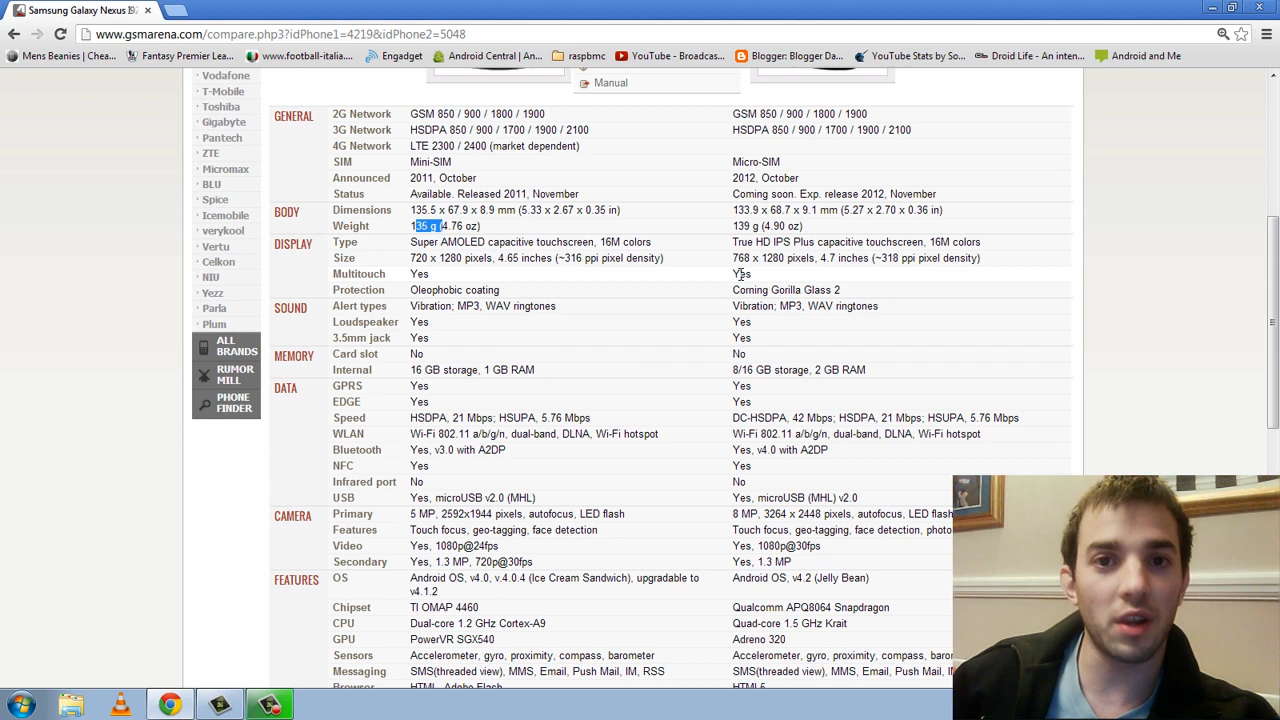 Samsung Galaxy Nexus I92
www.gsmarena.com/compare.php3?idPhone1=4219&idPhone2=5048
Mens Beanies | Chea... Fantasy Premier Lea... www.football-italia.... Engadget Android Central | An... raspbmc YouTube - Broadcas... Blogger: Blogger Da... YouTube Stats by So... Droid Life - An inten... Android and Me
Manual
Vodafone
T-Mobile
Toshiba
Gigabyte
Pantech
ZTE
Micromax
BLU
Spice
Icemobile
verykool
Vertu
Celkon
NIU
Yezz
Parla
Plum
ALL BRANDS
RUMOR MILL
PHONE FINDER
GENERAL 2G Network GSM 850 / 900 / 1800 / 1900 GSM 850 / 900 / 1800 / 1900
3G Network HSDPA 850 / 900 / 1700 / 1900 / 2100 HSDPA 850 / 900 / 1700 / 1900 / 2100
4G Network LTE 2300 / 2400 (market dependent)
SIM Mini-SIM Micro-SIM
Announced 2011, October 2012, October
Status Available. Released 2011, November Coming soon. Exp. release 2012, November
BODY Dimensions 135.5 x 67.9 x 8.9 mm (5.33 x 2.67 x 0.35 in) 133.9 x 68.7 x 9.1 mm (5.27 x 2.70 x 0.36 in)
Weight 135 g (4.76 oz) 139 g (4.90 oz)
DISPLAY Type Super AMOLED capacitive touchscreen, 16M colors True HD IPS Plus capacitive touchscreen, 16M colors
Size 720 x 1280 pixels, 4.65 inches (~316 ppi pixel density) 768 x 1280 pixels, 4.7 inches (~318 ppi pixel density)
Multitouch Yes Yes
Protection Oleophobic coating Corning Gorilla Glass 2
SOUND Alert types Vibration; MP3, WAV ringtones Vibration; MP3, WAV ringtones
Loudspeaker Yes Yes
3.5mm jack Yes Yes
MEMORY Card slot No No
Internal 16 GB storage, 1 GB RAM 8/16 GB storage, 2 GB RAM
DATA GPRS Yes Yes
EDGE Yes Yes
Speed HSDPA, 21 Mbps; HSUPA, 5.76 Mbps DC-HSDPA, 42 Mbps; HSDPA, 21 Mbps; HSUPA, 5.76 Mbps
WLAN Wi-Fi 802.11 a/b/g/n, dual-band, DLNA, Wi-Fi hotspot Wi-Fi 802.11 a/b/g/n, dual-band, DLNA, Wi-Fi hotspot
Bluetooth Yes, v3.0 with A2DP Yes, v4.0 with A2DP
NFC Yes Yes
Infrared port No No
USB Yes, microUSB v2.0 (MHL) Yes, microUSB (MHL) v2.0
CAMERA Primary 5 MP, 2592x1944 pixels, autofocus, LED flash 8 MP, 3264 x 2448 pixels, autofocus, LED flash
Features Touch focus, geo-tagging, face detection Touch focus, geo-tagging, face detection, photo
Video Yes, 1080p@24fps Yes, 1080p@30fps
Secondary Yes, 1.3 MP, 720p@30fps Yes, 1.3 MP
FEATURES OS Android OS, v4.0, v.4.0.4 (Ice Cream Sandwich), upgradable to Android OS, v4.2 (Jelly Bean)
v4.1.2
Chipset TI OMAP 4460 Qualcomm APQ8064 Snapdragon
CPU Dual-core 1.2 GHz Cortex-A9 Quad-core 1.5 GHz Krait
GPU PowerVR SGX540 Adreno 320
Sensors Accelerometer, gyro, proximity, compass, barometer Accelerometer, gyro, proximity, compass, barom
Messaging SMS(threaded view), MMS, Email, Push Mail, IM, RSS SMS(threaded view), MMS, Email, Push Mail, IM,
Browser HTML, Adobe Flash HTML5